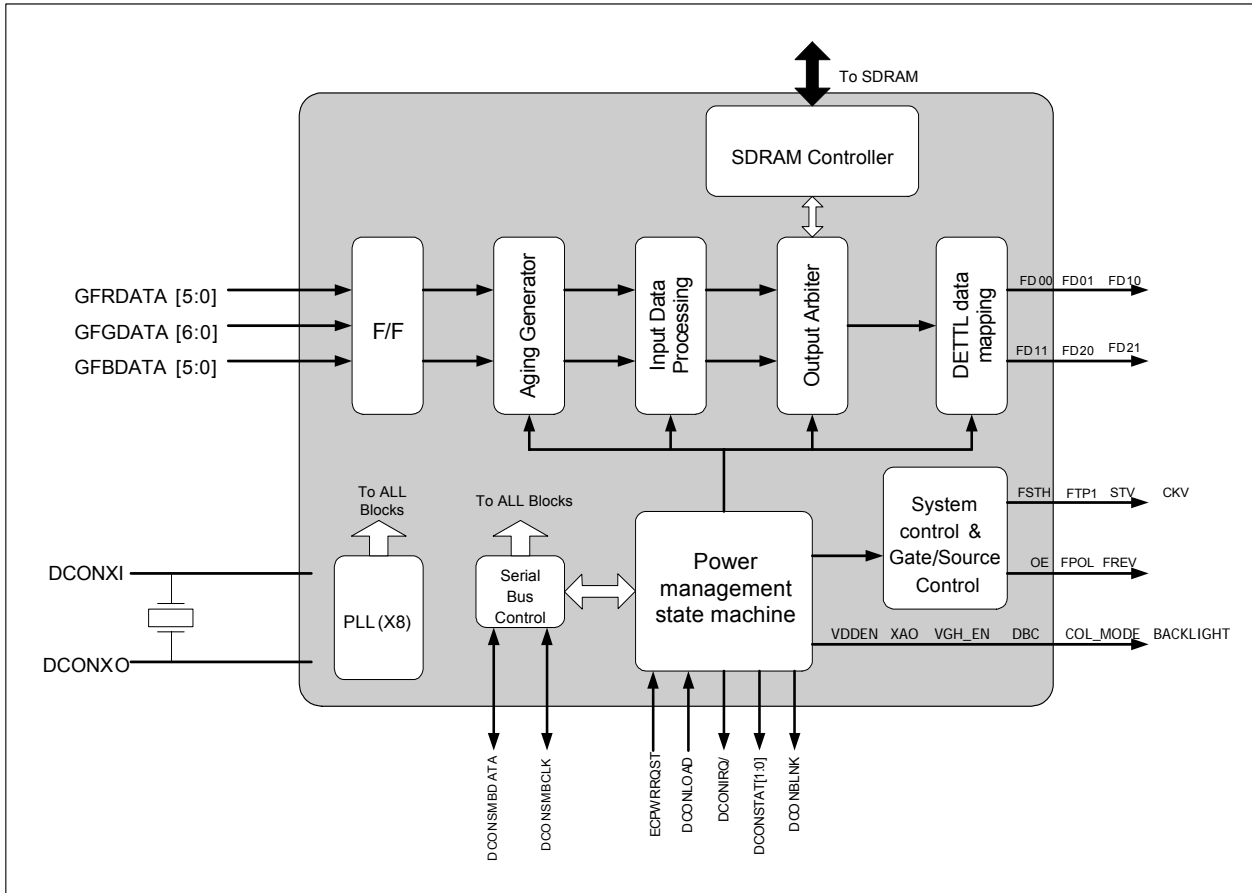 To SDRAM
SDRAM Controller
GFRDATA [5:0]
GFGDATA [6:0]
GFBDATA [5:0]
F/F
Aging Generator
Input Data
Processing
Output Arbiter
DETTL data
mapping
FD00 FD01 FD10
FD11 FD20 FD21
To ALL
Blocks
To ALL Blocks
DCONXI
DCONXO
PLL (X8)
Serial
Bus
Control
Power
management
state machine
System
control &
Gate/Source
Control
FSTH FTP1 STV CKV
OE FPOL FREV
VDDEN XAO VGH_EN DBC COL_MODE BACKLIGHT
DCONSMBDATA
DCONSMBCLK
ECPWRRQST
DCONLOAD
DCONIRQ/
DCONSTAT[1:0]
DCONBLNK